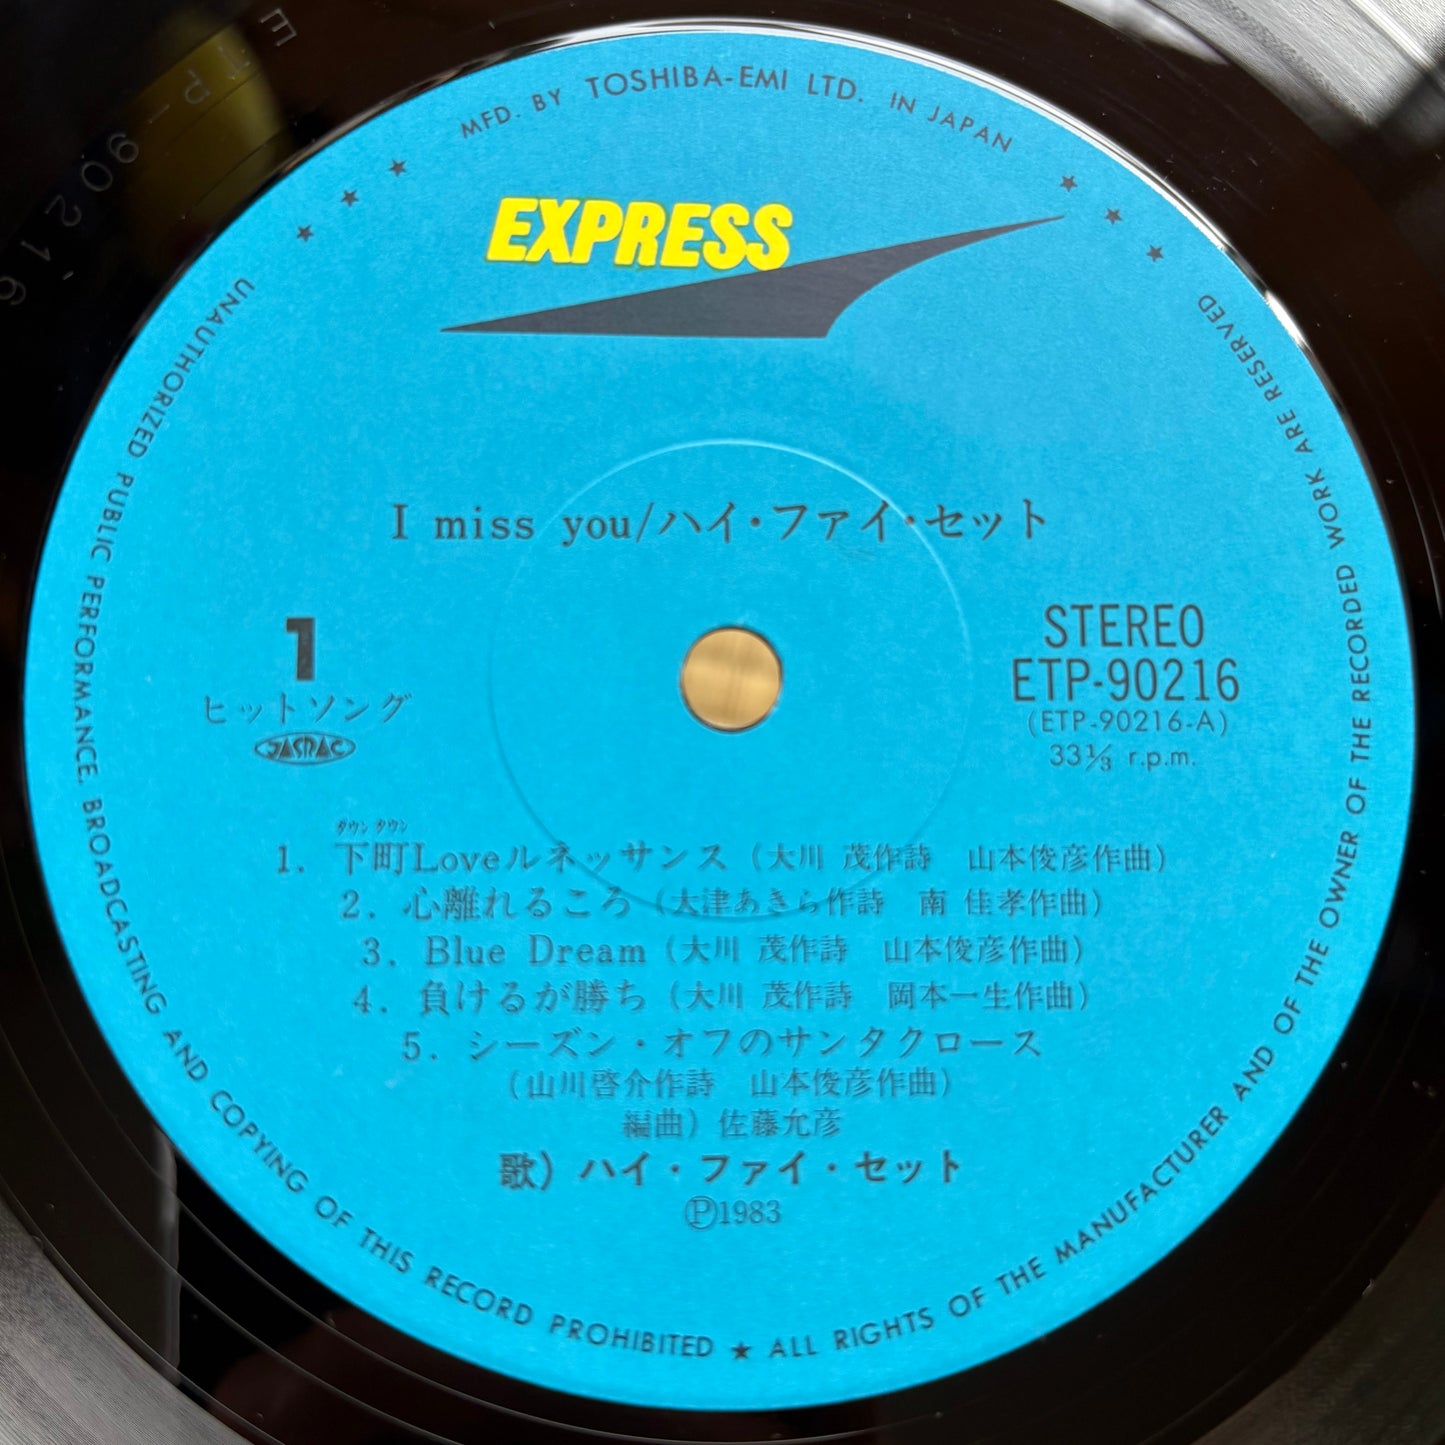 MFD. BY TOSHIBA-EMI LTD. IN JAPAN
EXPRESS
I miss you/ハイ・ファイ・セット
1
ヒットソング
JASRAC
STEREO
ETP-90216
(ETP-90216-A)
33⅓ r.p.m.
ダウンタウン
1. 下町Loveルネッサンス (大川 茂作詩 山本俊彦作曲)
2. 心離れるころ (大津あきら作詩 南 佳孝作曲)
3. Blue Dream (大川 茂作詩 山本俊彦作曲)
4. 負けるが勝ち (大川 茂作詩 岡本一生作曲)
5. シーズン・オフのサンタクロース
(山川啓介作詩 山本俊彦作曲)
編曲) 佐藤允彦
歌) ハイ・ファイ・セット
Ⓟ1983
UNAUTHORIZED PUBLIC PERFORMANCE, BROADCASTING AND COPYING OF THIS RECORD PROHIBITED ★ ALL RIGHTS OF THE MANUFACTURER AND OF THE OWNER OF THE RECORDED WORK ARE RESERVED
ETP-90216